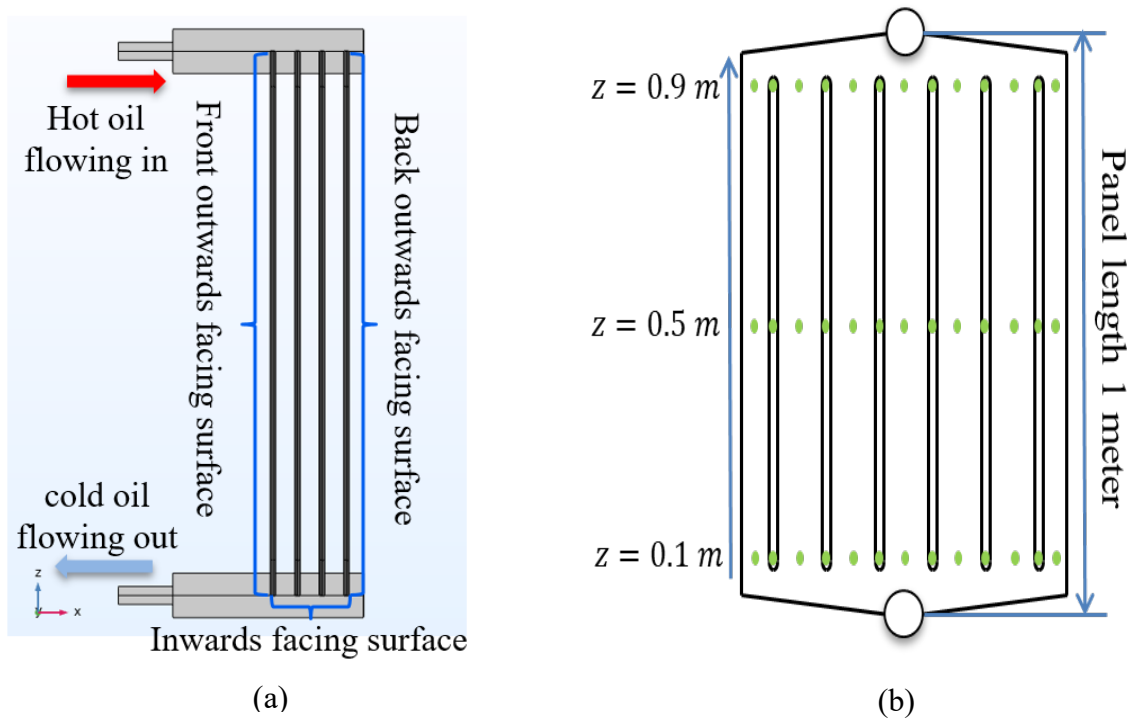 Hot oil
flowing in
Front outwards facing surface
Back outwards facing surface
cold oil
flowing out
z
y
x
Inwards facing surface
(a)
z = 0.9 m
z = 0.5 m
z = 0.1 m
Panel length 1 meter
(b)